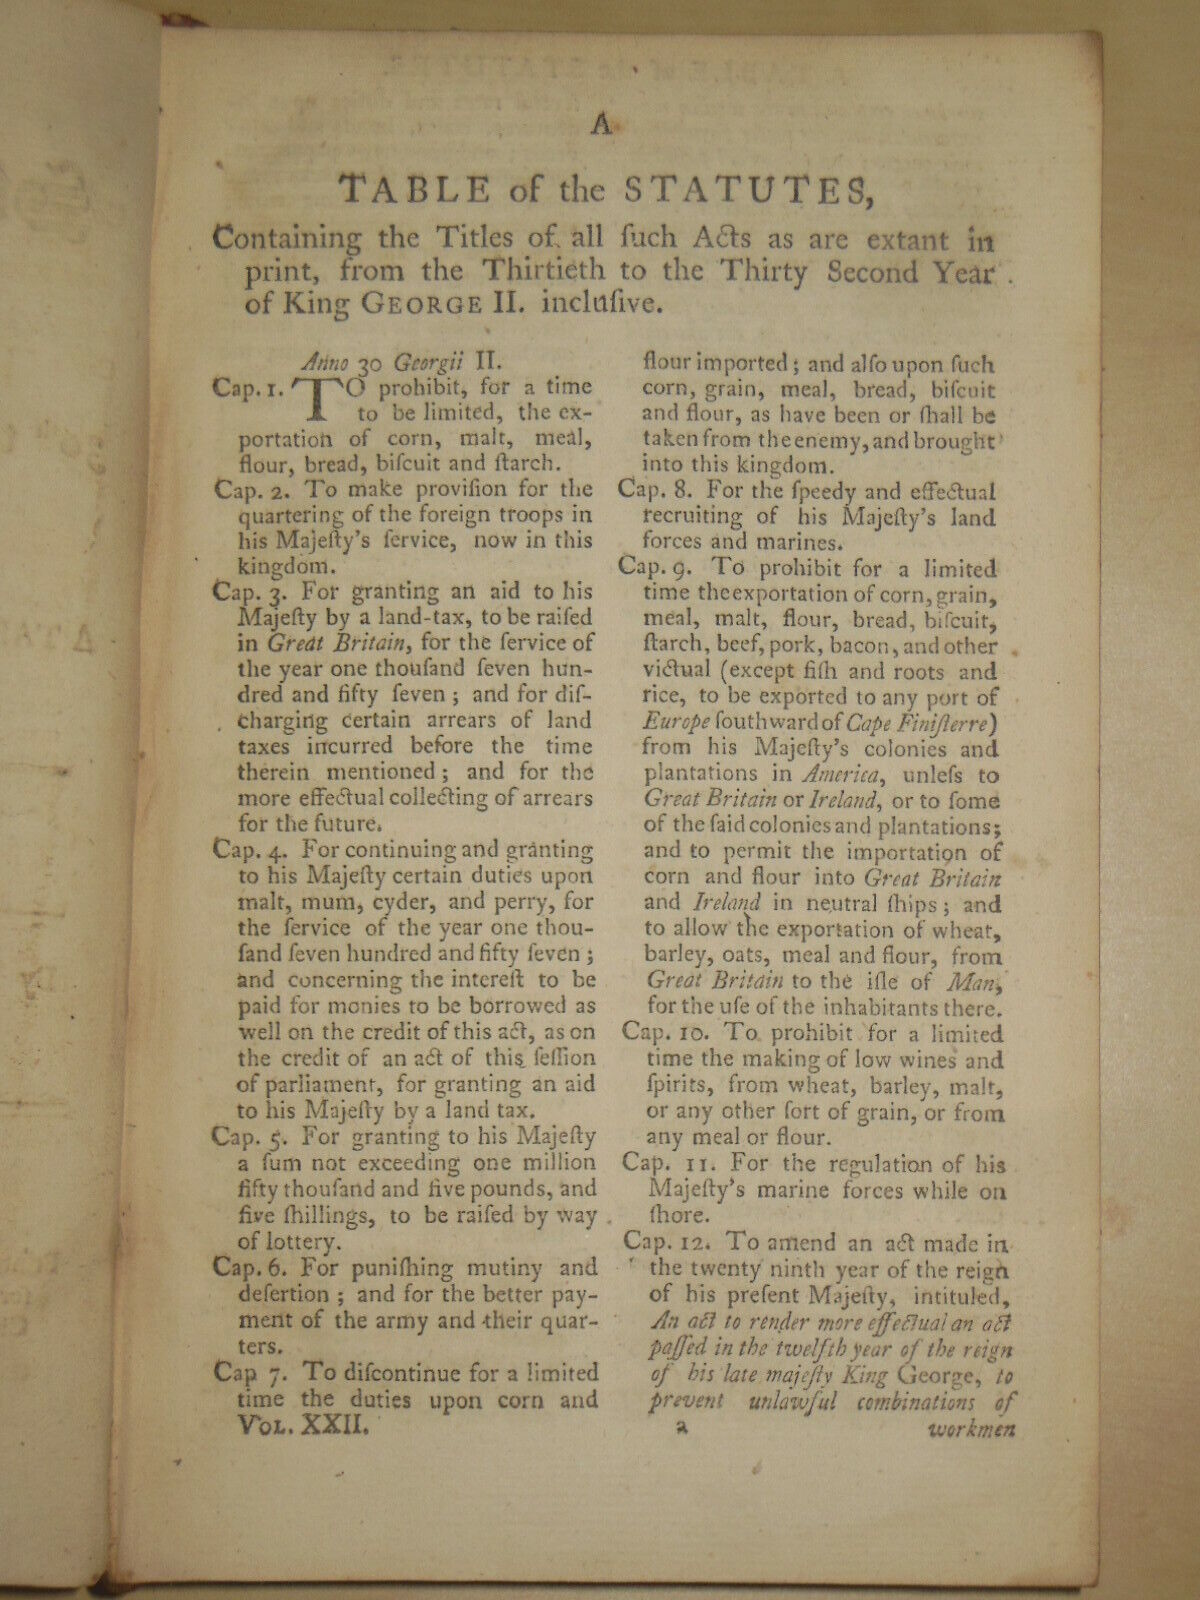 A
TABLE of the STATUTES,
Containing the Titles of all ſuch Acts as are extant in
print, from the Thirtieth to the Thirty Second Year
of King GEORGE II. incluſive.
Anno 30 Georgii II.
Cap. 1. TO prohibit, for a time
to be limited, the ex-
portation of corn, malt, meal,
flour, bread, biſcuit and ſtarch.
Cap. 2. To make proviſion for the
quartering of the foreign troops in
his Majeſty's ſervice, now in this
kingdom.
Cap. 3. For granting an aid to his
Majeſty by a land-tax, to be raiſed
in Great Britain, for the ſervice of
the year one thouſand ſeven hun-
dred and fifty ſeven; and for diſ-
charging certain arrears of land
taxes incurred before the time
therein mentioned; and for the
more effectual collecting of arrears
for the future.
Cap. 4. For continuing and granting
to his Majeſty certain duties upon
malt, mum, cyder, and perry, for
the ſervice of the year one thou-
ſand ſeven hundred and fifty ſeven;
and concerning the intereſt to be
paid for monies to be borrowed as
well on the credit of this act, as on
the credit of an act of this ſeſſion
of parliament, for granting an aid
to his Majeſty by a land tax.
Cap. 5. For granting to his Majeſty
a ſum not exceeding one million
fifty thouſand and five pounds, and
five ſhillings, to be raiſed by way
of lottery.
Cap. 6. For puniſhing mutiny and
deſertion; and for the better pay-
ment of the army and their quar-
ters.
Cap 7. To diſcontinue for a limited
time the duties upon corn and
VOL. XXII.
flour imported; and alſo upon ſuch
corn, grain, meal, bread, biſcuit
and flour, as have been or ſhall be
taken from the enemy, and brought
into this kingdom.
Cap. 8. For the ſpeedy and effectual
recruiting of his Majeſty's land
forces and marines.
Cap. 9. To prohibit for a limited
time the exportation of corn, grain,
meal, malt, flour, bread, biſcuit,
ſtarch, beef, pork, bacon, and other
victual (except fiſh and roots and
rice, to be exported to any port of
Europe ſouthward of Cape Finiſterre)
from his Majeſty's colonies and
plantations in America, unleſs to
Great Britain or Ireland, or to ſome
of the ſaid colonies and plantations;
and to permit the importation of
corn and flour into Great Britain
and Ireland in neutral ſhips; and
to allow the exportation of wheat,
barley, oats, meal and flour, from
Great Britain to the iſle of Man,
for the uſe of the inhabitants there.
Cap. 10. To prohibit for a limited
time the making of low wines and
ſpirits, from wheat, barley, malt,
or any other ſort of grain, or from
any meal or flour.
Cap. 11. For the regulation of his
Majeſty's marine forces while on
ſhore.
Cap. 12. To amend an act made in
the twenty ninth year of the reign
of his preſent Majeſty, intituled,
An act to render more effectual an act
paſſed in the twelfth year of the reign
of his late majeſty King George, to
prevent unlawful combinations of
a
workmen